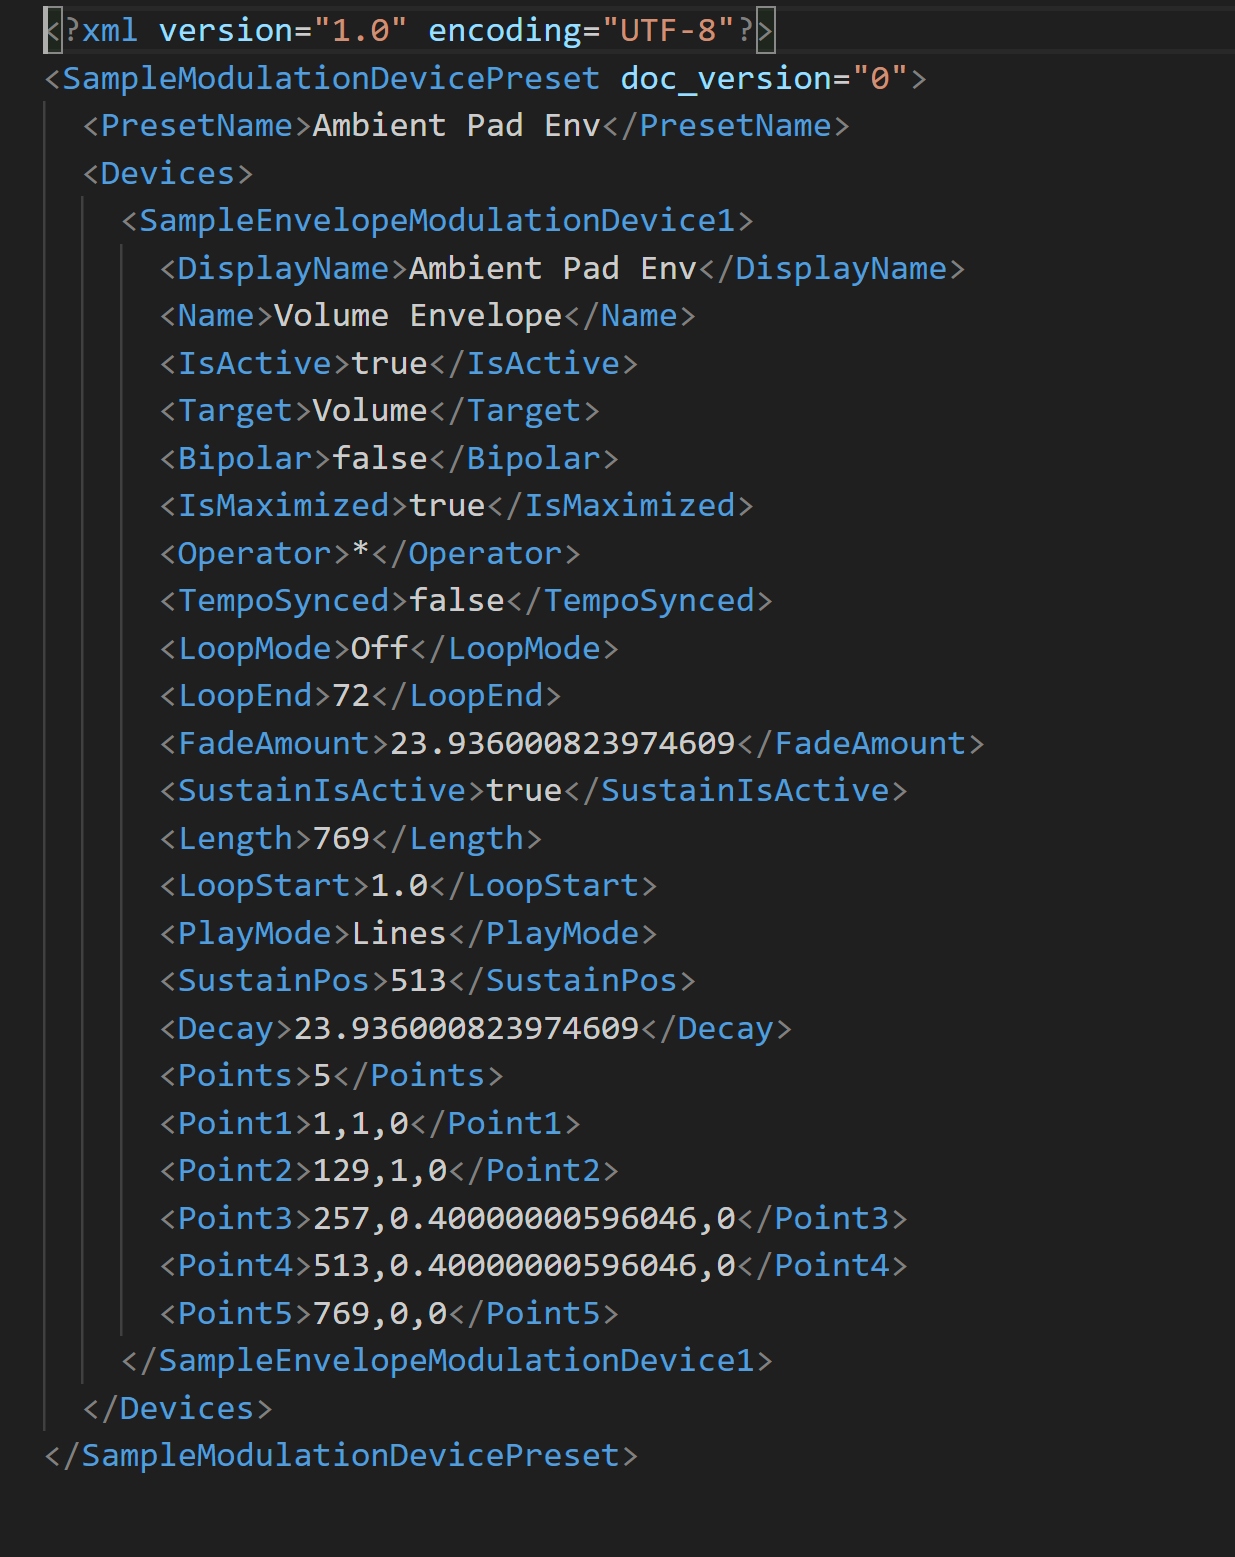 <?xml version="1.0" encoding="UTF-8"?>
<SampleModulationDevicePreset doc_version="0">
<PresetName>Ambient Pad Env</PresetName>
<Devices>
<SampleEnvelopeModulationDevice1>
<DisplayName>Ambient Pad Env</DisplayName>
<Name>Volume Envelope</Name>
<IsActive>true</IsActive>
<Target>Volume</Target>
<Bipolar>false</Bipolar>
<IsMaximized>true</IsMaximized>
<Operator>*</Operator>
<TempoSynced>false</TempoSynced>
<LoopMode>Off</LoopMode>
<LoopEnd>72</LoopEnd>
<FadeAmount>23.936000823974609</FadeAmount>
<SustainIsActive>true</SustainIsActive>
<Length>769</Length>
<LoopStart>1.0</LoopStart>
<PlayMode>Lines</PlayMode>
<SustainPos>513</SustainPos>
<Decay>23.936000823974609</Decay>
<Points>5</Points>
<Point1>1,1,0</Point1>
<Point2>129,1,0</Point2>
<Point3>257,0.40000000596046,0</Point3>
<Point4>513,0.40000000596046,0</Point4>
<Point5>769,0,0</Point5>
</SampleEnvelopeModulationDevice1>
</Devices>
</SampleModulationDevicePreset>